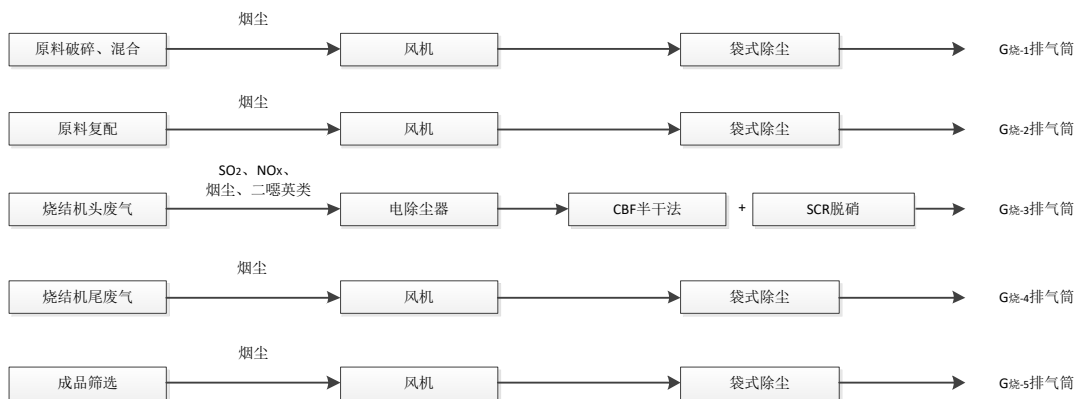 烟尘
原料破碎、混合
风机
袋式除尘
G烧-1排气筒
烟尘
原料复配
风机
袋式除尘
G烧-2排气筒
SO₂、NOx、
烟尘、二噁英类
烧结机头废气
电除尘器
CBF半干法
+
SCR脱硝
G烧-3排气筒
烟尘
烧结机尾废气
风机
袋式除尘
G烧-4排气筒
烟尘
成品筛选
风机
袋式除尘
G烧-5排气筒